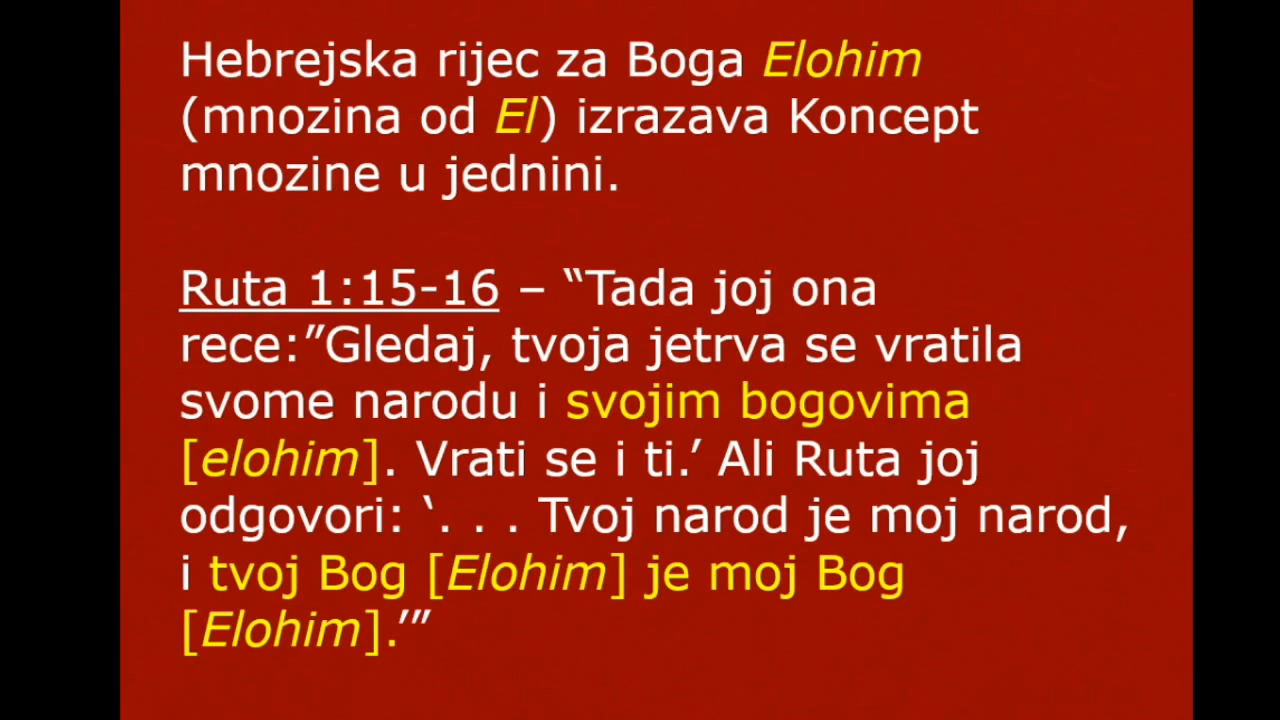 Hebrejska rijec za Boga Elohim
(mnozina od El) izrazava Koncept
mnozine u jednini.
Ruta 1:15-16 – “Tada joj ona
rece:”Gledaj, tvoja jetrva se vratila
svome narodu i svojim bogovima
[elohim]. Vrati se i ti.’ Ali Ruta joj
odgovori: ‘. . . Tvoj narod je moj narod,
i tvoj Bog [Elohim] je moj Bog
[Elohim].’”